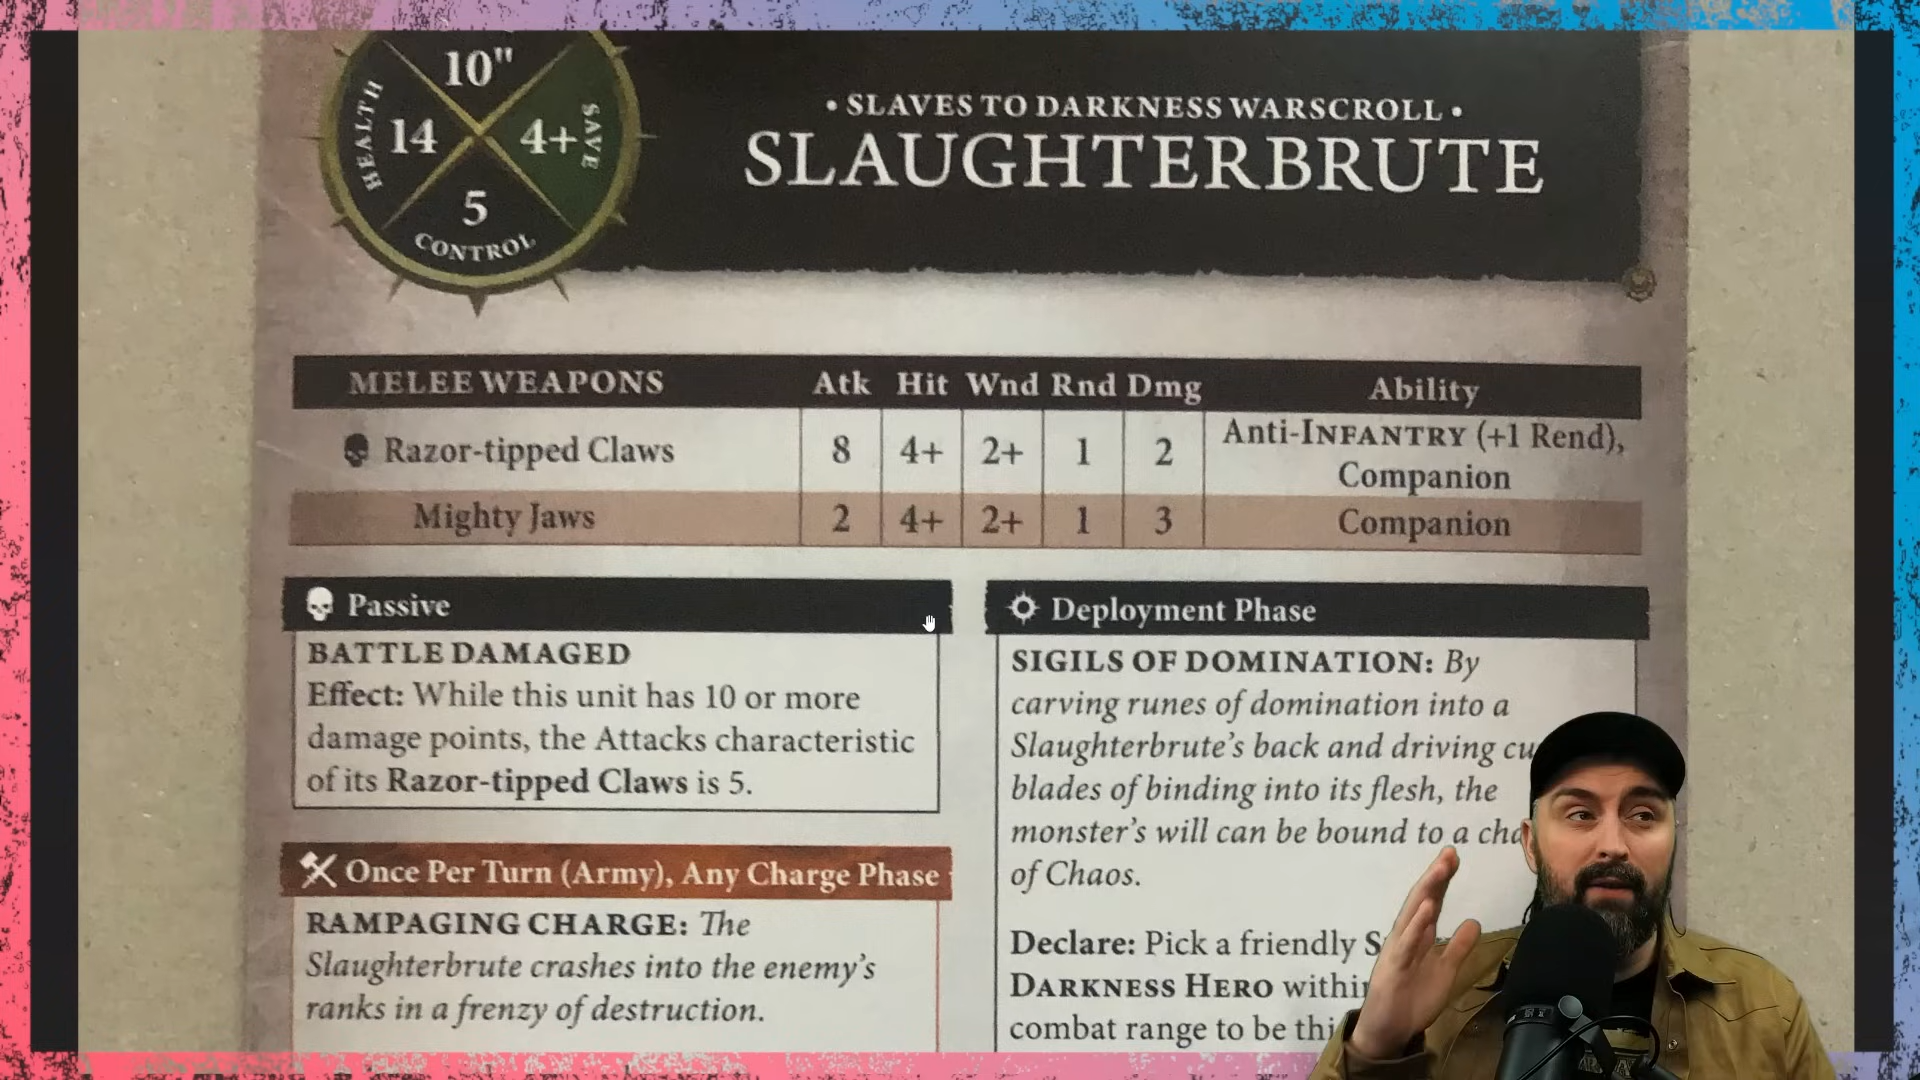 10"
HEALTH
14
4+
SAVE
5
CONTROL
• SLAVES TO DARKNESS WARSCROLL •
SLAUGHTERBRUTE
MELEE WEAPONS Atk Hit Wnd Rnd Dmg Ability
Razor-tipped Claws 8 4+ 2+ 1 2 Anti-INFANTRY (+1 Rend), Companion
Mighty Jaws 2 4+ 2+ 1 3 Companion
Passive
BATTLE DAMAGED
Effect: While this unit has 10 or more
damage points, the Attacks characteristic
of its Razor-tipped Claws is 5.
Once Per Turn (Army), Any Charge Phase
RAMPAGING CHARGE: The
Slaughterbrute crashes into the enemy's
ranks in a frenzy of destruction.
Deployment Phase
SIGILS OF DOMINATION: By
carving runes of domination into a
Slaughterbrute's back and driving
blades of binding into its flesh, the
monster's will can be bound to a
of Chaos.
Declare: Pick a friendly
DARKNESS HERO
combat range to be